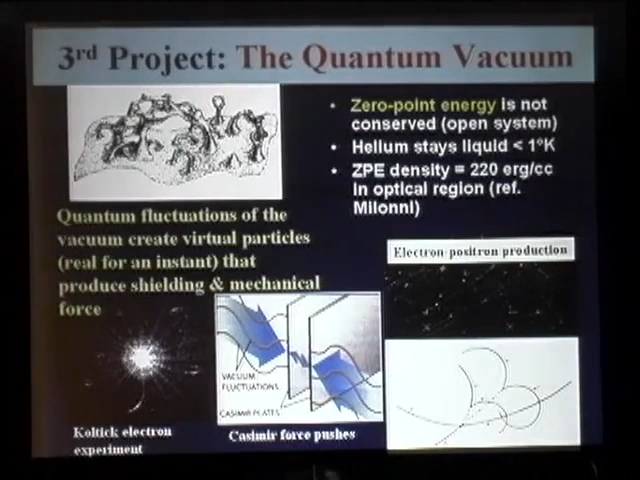 3rd Project: The Quantum Vacuum
• Zero-point energy is not
conserved (open system)
• Helium stays liquid < 1°K
• ZPE density = 220 erg/cc
in optical region (ref.
Milonni)
Quantum fluctuations of the
vacuum create virtual particles
(real for an instant) that
produce shielding & mechanical
force
Electron-positron production
VACUUM
FLUCTUATIONS
CASIMIR PLATES
Koltick electron
experiment
Casimir force pushes